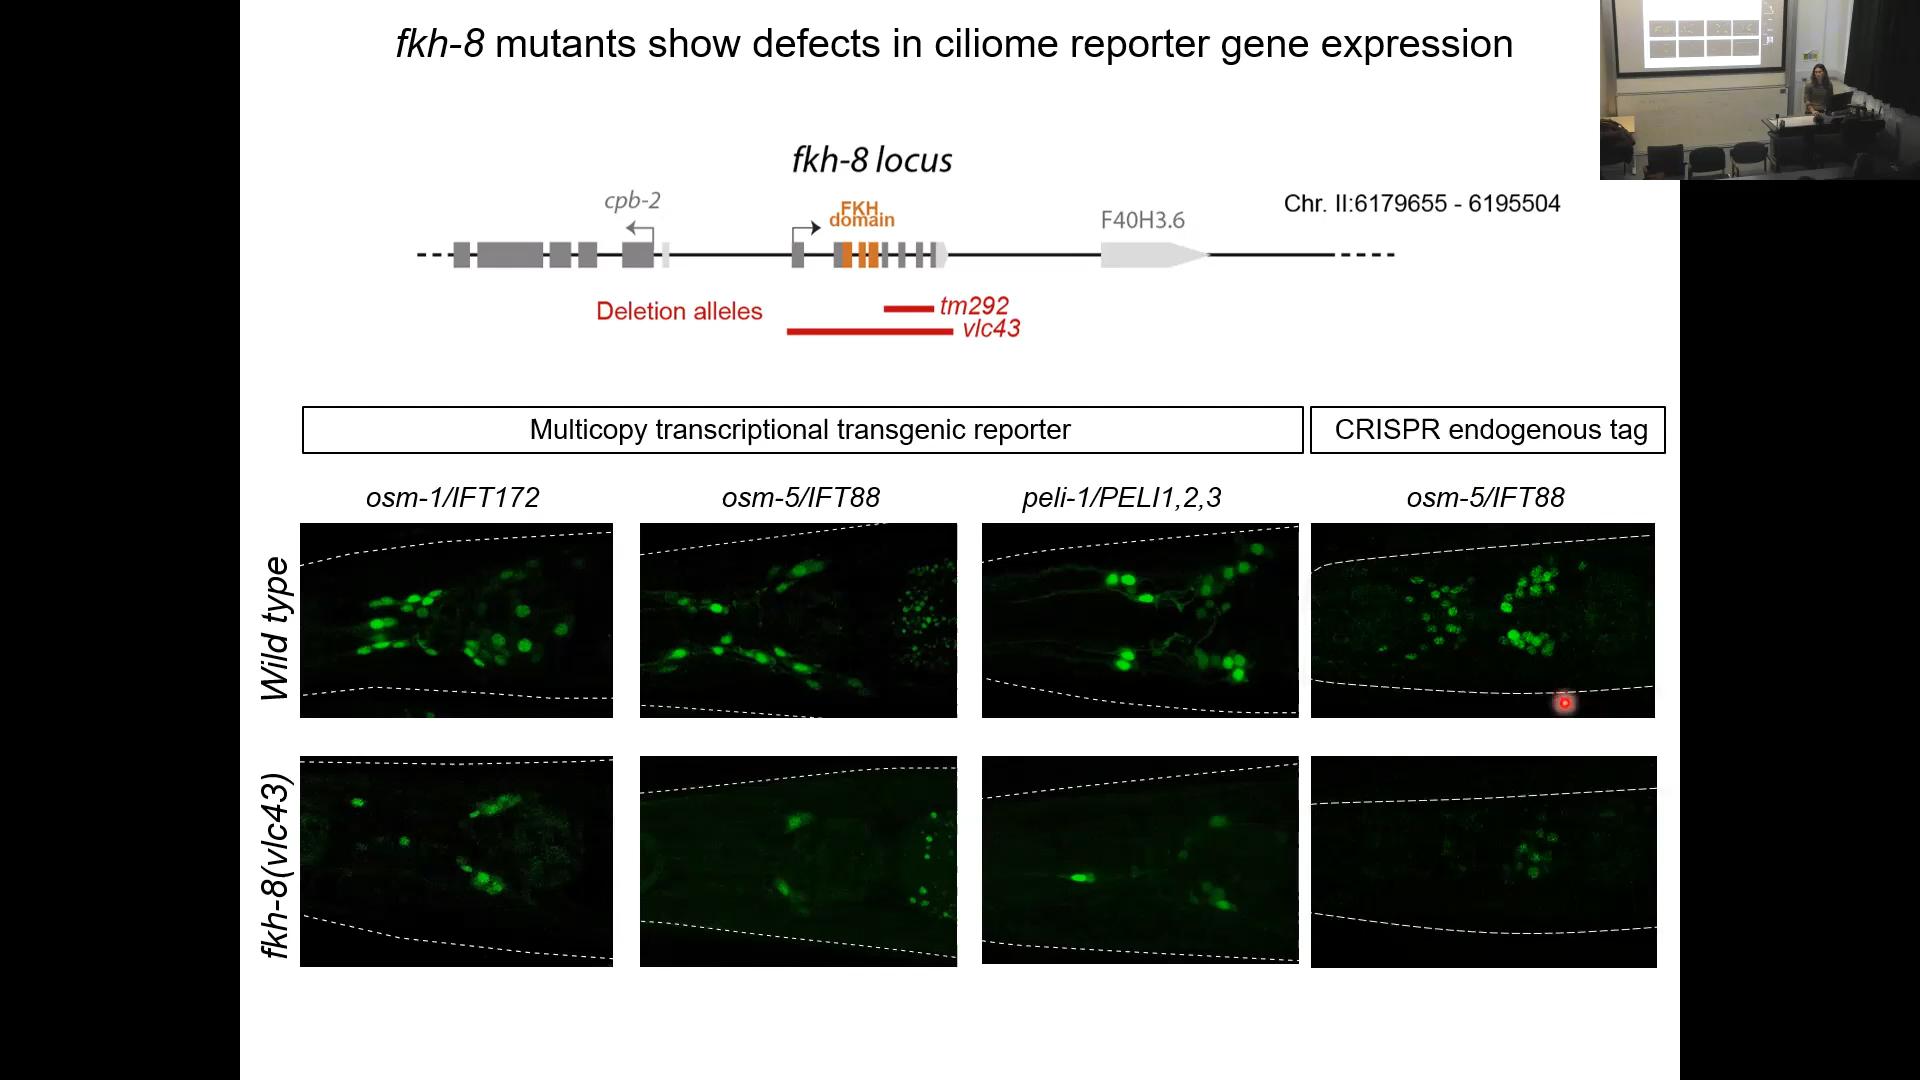 fkh-8 mutants show defects in ciliome reporter gene expression
fkh-8 locus
cpb-2
FKH
domain
F40H3.6
Chr. II:6179655 - 6195504
Deletion alleles
tm292
vlc43
Multicopy transcriptional transgenic reporter
CRISPR endogenous tag
osm-1/IFT172
osm-5/IFT88
peli-1/PELI1,2,3
osm-5/IFT88
Wild type
fkh-8(vlc43)